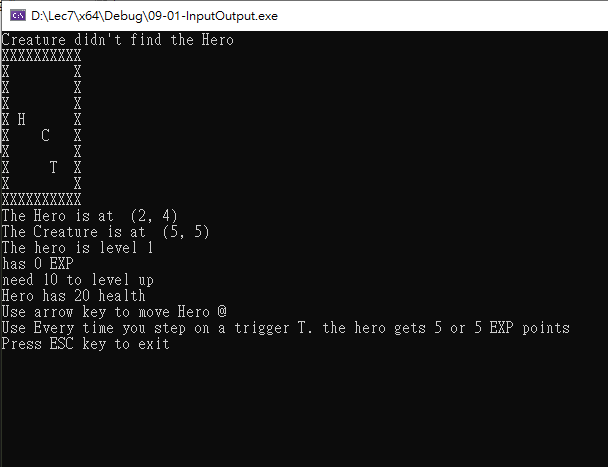 D:\Lec7\x64\Debug\09-01-InputOutput.exe
Creature didn't find the Hero
XXXXXXXXXX
X        X
X        X
X        X
X H      X
X    C   X
X        X
X     T  X
X        X
XXXXXXXXXX
The Hero is at  (2, 4)
The Creature is at  (5, 5)
The hero is level 1
has 0 EXP
need 10 to level up
Hero has 20 health
Use arrow key to move Hero @
Use Every time you step on a trigger T. the hero gets 5 or 5 EXP points
Press ESC key to exit